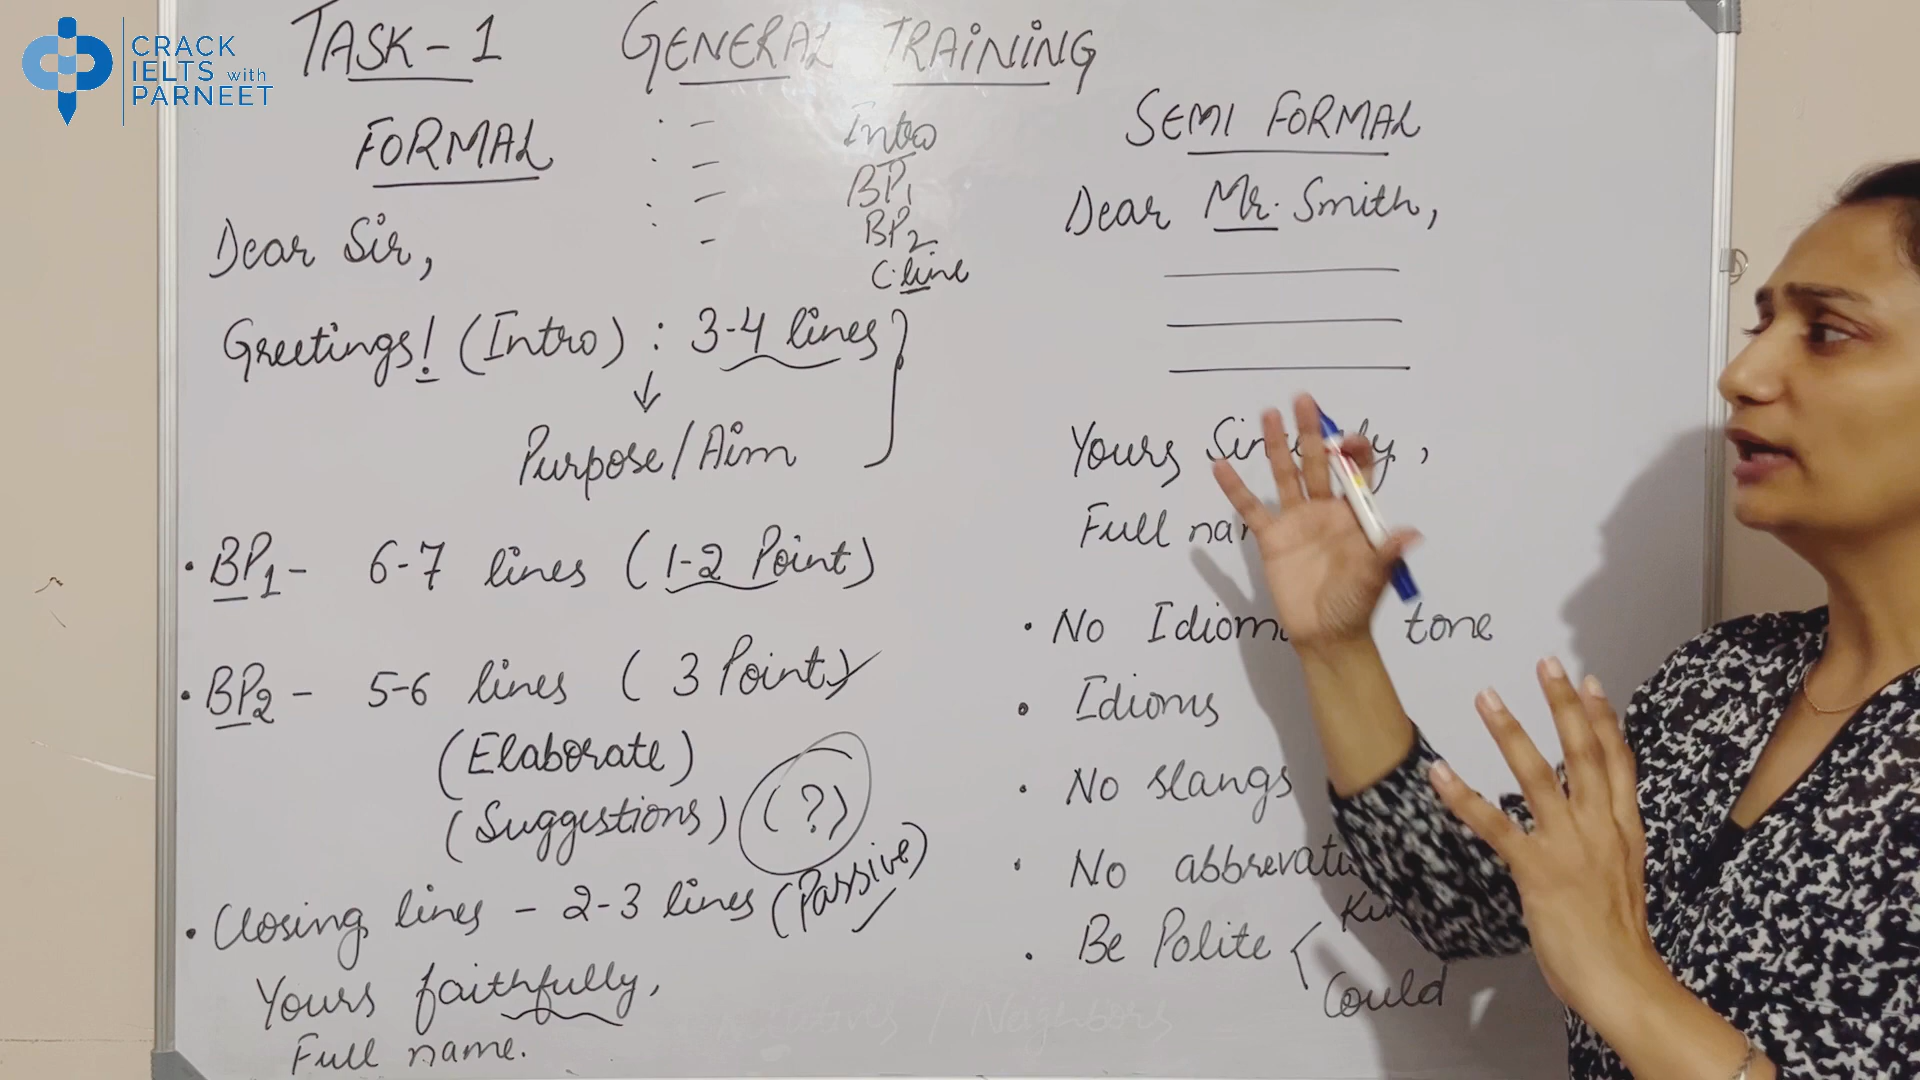 CRACK
IELTS with
PARNEET
TASK-1 GENERAL TRAINING
FORMAL
: - Intro
. - BP1
: - BP2
- C.line
Dear Sir,
Greetings! (Intro) : 3-4 lines
↓
Purpose/Aim
• BP1 - 6-7 lines (1-2 Point)
• BP2 - 5-6 lines (3 Point)
(Elaborate)
(Suggestions) (?)
• Closing lines - 2-3 lines (Passive)
Yours faithfully,
Full name.
SEMI FORMAL
Dear Mr. Smith,
Yours
Full
• No tone
• Idioms
• No slangs
• No
• Be Polite
Could
/ Neighbors